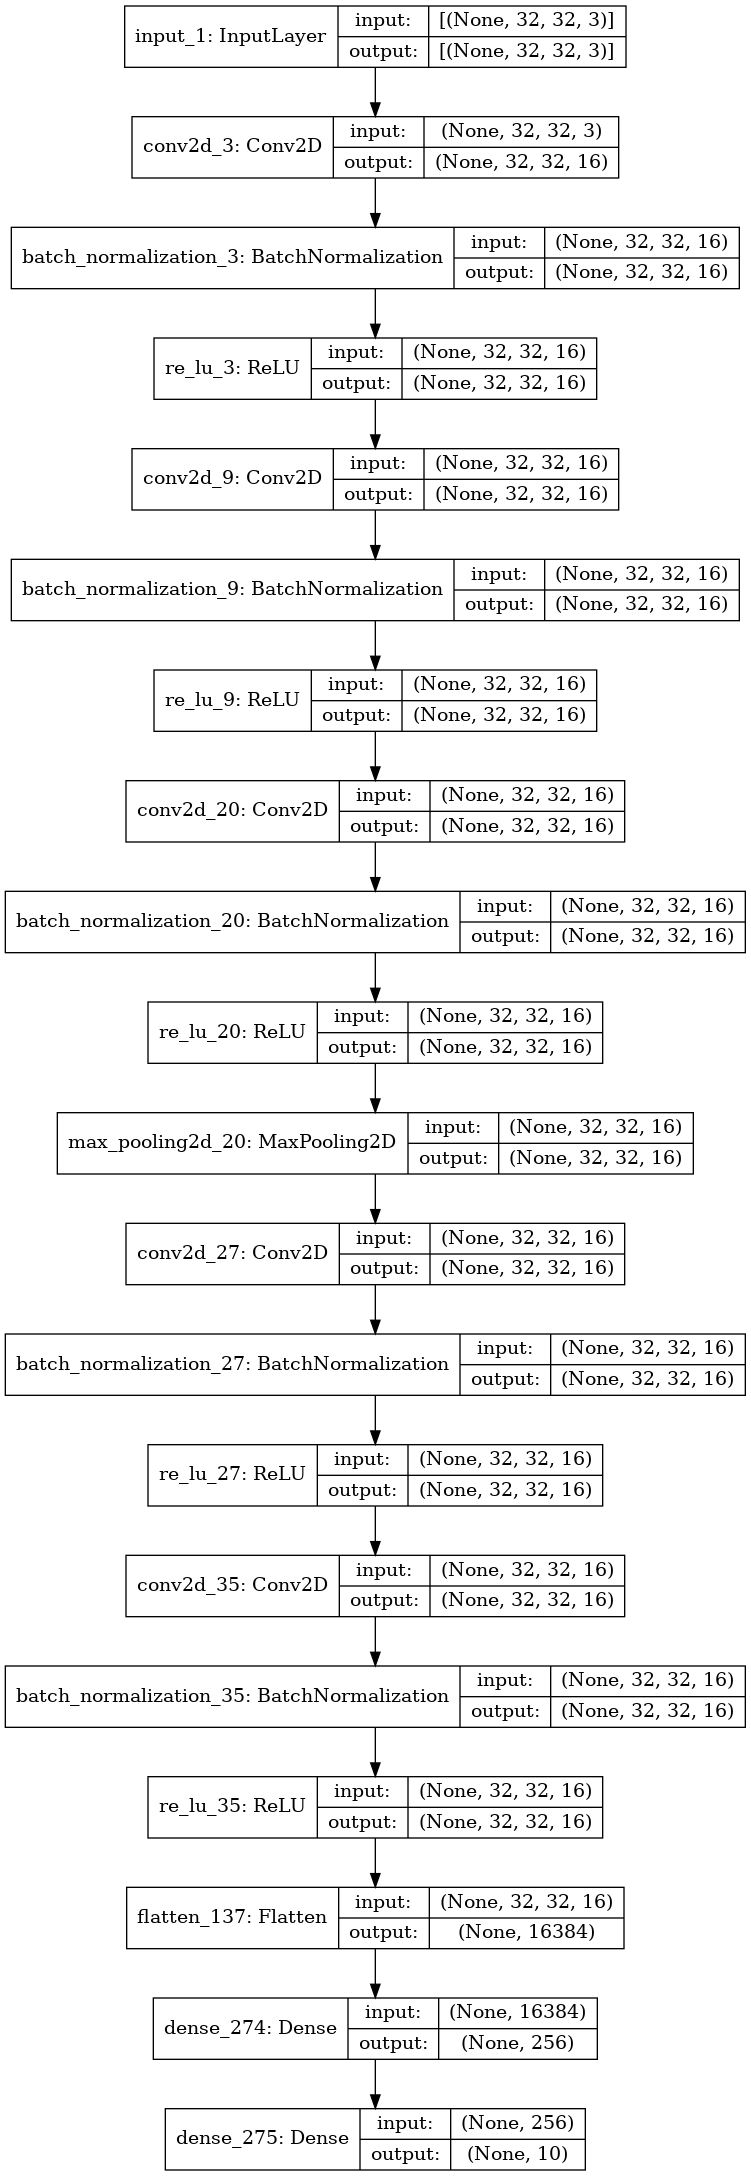 input_1: InputLayer
input: [(None, 32, 32, 3)]
output: [(None, 32, 32, 3)]
conv2d_3: Conv2D
input: (None, 32, 32, 3)
output: (None, 32, 32, 16)
batch_normalization_3: BatchNormalization
input: (None, 32, 32, 16)
output: (None, 32, 32, 16)
re_lu_3: ReLU
input: (None, 32, 32, 16)
output: (None, 32, 32, 16)
conv2d_9: Conv2D
input: (None, 32, 32, 16)
output: (None, 32, 32, 16)
batch_normalization_9: BatchNormalization
input: (None, 32, 32, 16)
output: (None, 32, 32, 16)
re_lu_9: ReLU
input: (None, 32, 32, 16)
output: (None, 32, 32, 16)
conv2d_20: Conv2D
input: (None, 32, 32, 16)
output: (None, 32, 32, 16)
batch_normalization_20: BatchNormalization
input: (None, 32, 32, 16)
output: (None, 32, 32, 16)
re_lu_20: ReLU
input: (None, 32, 32, 16)
output: (None, 32, 32, 16)
max_pooling2d_20: MaxPooling2D
input: (None, 32, 32, 16)
output: (None, 32, 32, 16)
conv2d_27: Conv2D
input: (None, 32, 32, 16)
output: (None, 32, 32, 16)
batch_normalization_27: BatchNormalization
input: (None, 32, 32, 16)
output: (None, 32, 32, 16)
re_lu_27: ReLU
input: (None, 32, 32, 16)
output: (None, 32, 32, 16)
conv2d_35: Conv2D
input: (None, 32, 32, 16)
output: (None, 32, 32, 16)
batch_normalization_35: BatchNormalization
input: (None, 32, 32, 16)
output: (None, 32, 32, 16)
re_lu_35: ReLU
input: (None, 32, 32, 16)
output: (None, 32, 32, 16)
flatten_137: Flatten
input: (None, 32, 32, 16)
output: (None, 16384)
dense_274: Dense
input: (None, 16384)
output: (None, 256)
dense_275: Dense
input: (None, 256)
output: (None, 10)